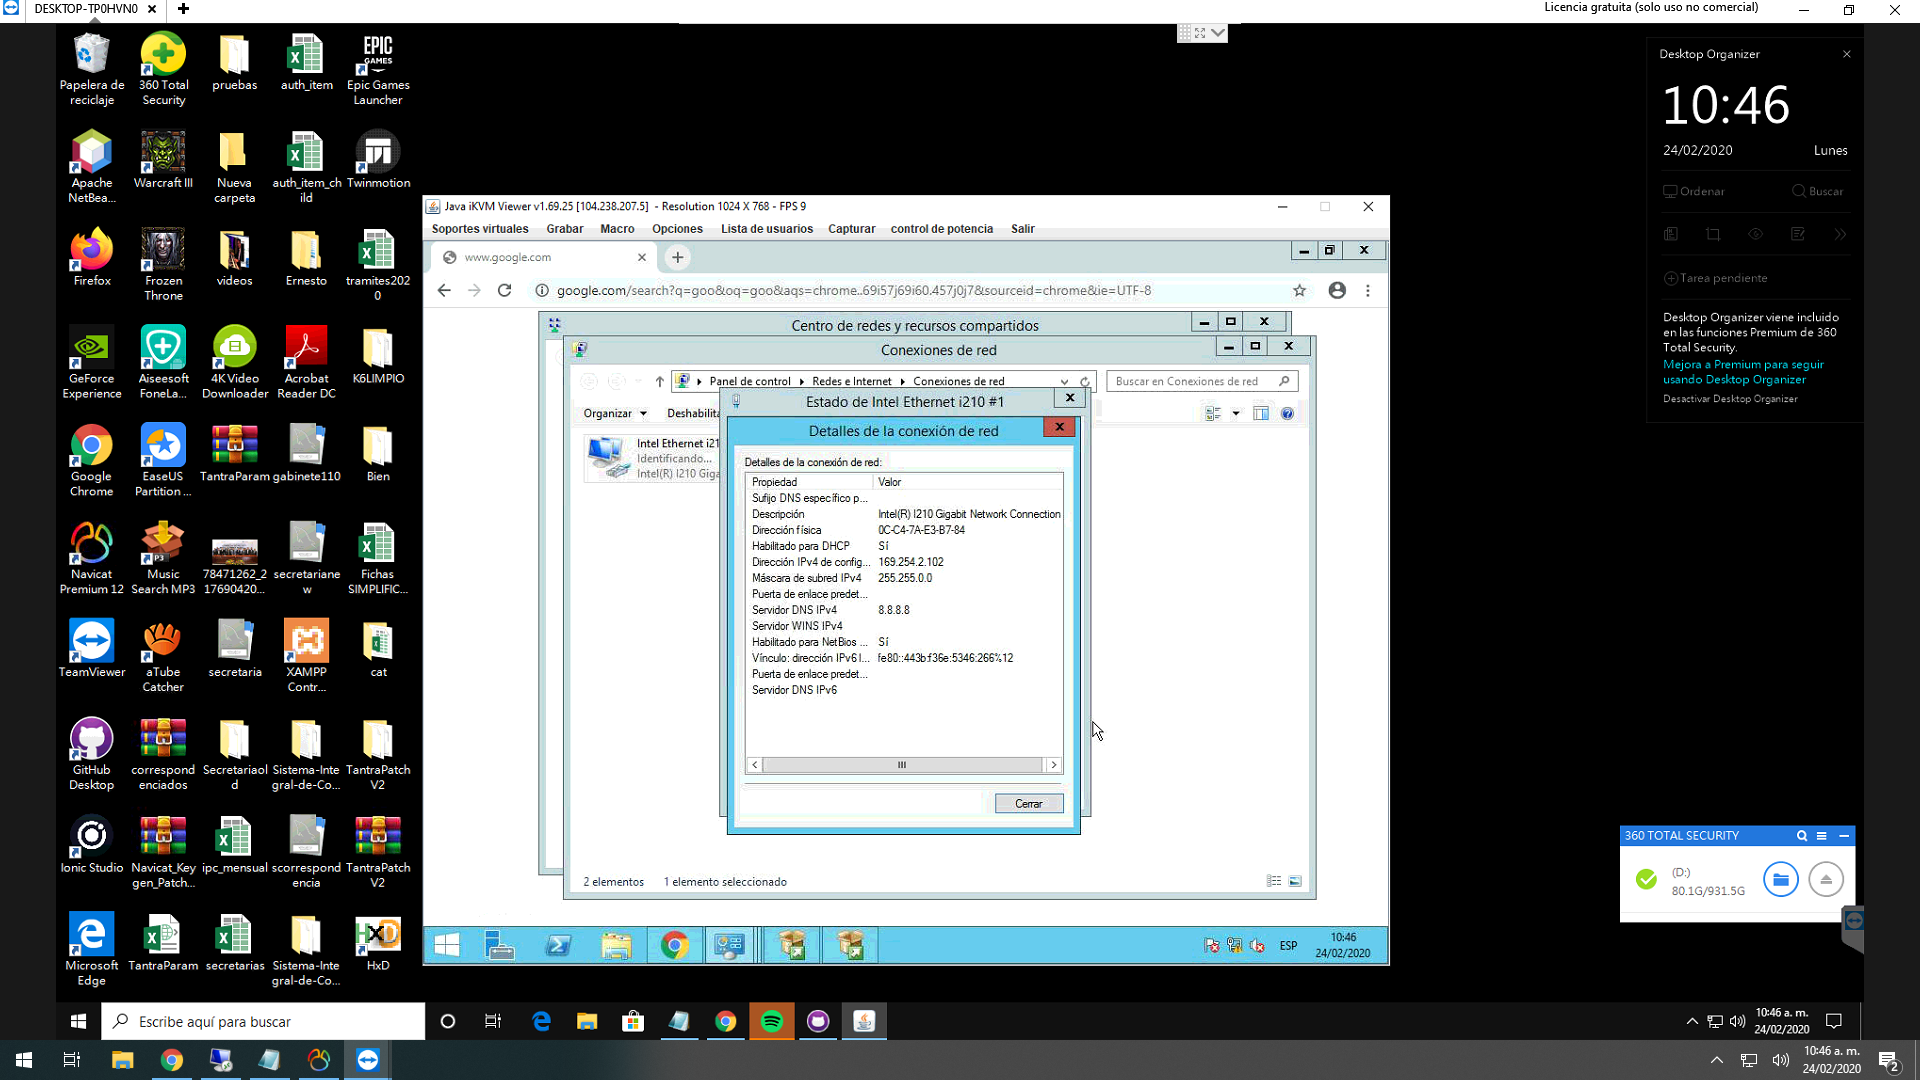 DESKTOP-TP0HVN0
Licencia gratuita (solo uso no comercial)
Papelera de reciclaje
360 Total Security
pruebas
auth_item
Epic Games Launcher
EPIC GAMES
Apache NetBea...
Warcraft III
Nueva carpeta
auth_item_child
Twinmotion
Firefox
Frozen Throne
videos
Ernesto
tramites2020
GeForce Experience
Aiseesoft FoneLa...
4K Video Downloader
Acrobat Reader DC
K6LIMPIO
Google Chrome
EaseUS Partition ...
TantraParam
gabinete110
Bien
Navicat Premium 12
Music Search MP3
P3
78471262_217690420...
secretarianew
Fichas SIMPLIFIC...
TeamViewer
aTube Catcher
secretaria
XAMPP Contr...
cat
GitHub Desktop
correspondenciados
Secretariaold
Sistema-Integral-de-Co...
TantraPatchV2
Ionic Studio
Navicat_Keygen_Patch...
ipc_mensual
scorrespondencia
TantraPatchV2
Microsoft Edge
TantraParam
secretarias
Sistema-Integral-de-Co...
HxD
HxD
Java iKVM Viewer v1.69.25 [104.238.207.5] - Resolution 1024 X 768 - FPS 9
Soportes virtuales Grabar Macro Opciones Lista de usuarios Capturar control de potencia Salir
www.google.com
google.com/search?q=goo&oq=goo&aqs=chrome..69i57j69i60.457j0j7&sourceid=chrome&ie=UTF-8
Centro de redes y recursos compartidos
Conexiones de red
Panel de control Redes e Internet Conexiones de red
Buscar en Conexiones de red
Organizar Deshabilita
Intel Ethernet i21
Identificando...
Intel(R) I210 Giga
Estado de Intel Ethernet i210 #1
Detalles de la conexión de red
Detalles de la conexión de red:
Propiedad Valor
Sufijo DNS específico p...
Descripción Intel(R) I210 Gigabit Network Connection
Dirección física 0C-C4-7A-E3-B7-84
Habilitado para DHCP Sí
Dirección IPv4 de config... 169.254.2.102
Máscara de subred IPv4 255.255.0.0
Puerta de enlace predet...
Servidor DNS IPv4 8.8.8.8
Servidor WINS IPv4
Habilitado para NetBios ... Sí
Vínculo: dirección IPv6 l... fe80::443b:f36e:5346:266%12
Puerta de enlace predet...
Servidor DNS IPv6
Cerrar
2 elementos 1 elemento seleccionado
ESP
10:46
24/02/2020
Desktop Organizer
10:46
24/02/2020 Lunes
Ordenar Buscar
Tarea pendiente
Desktop Organizer viene incluido
en las funciones Premium de 360
Total Security.
Mejora a Premium para seguir
usando Desktop Organizer
Desactivar Desktop Organizer
360 TOTAL SECURITY
(D:)
80.1G/931.5G
Escribe aquí para buscar
10:46 a. m.
24/02/2020
10:46 a. m.
24/02/2020
2